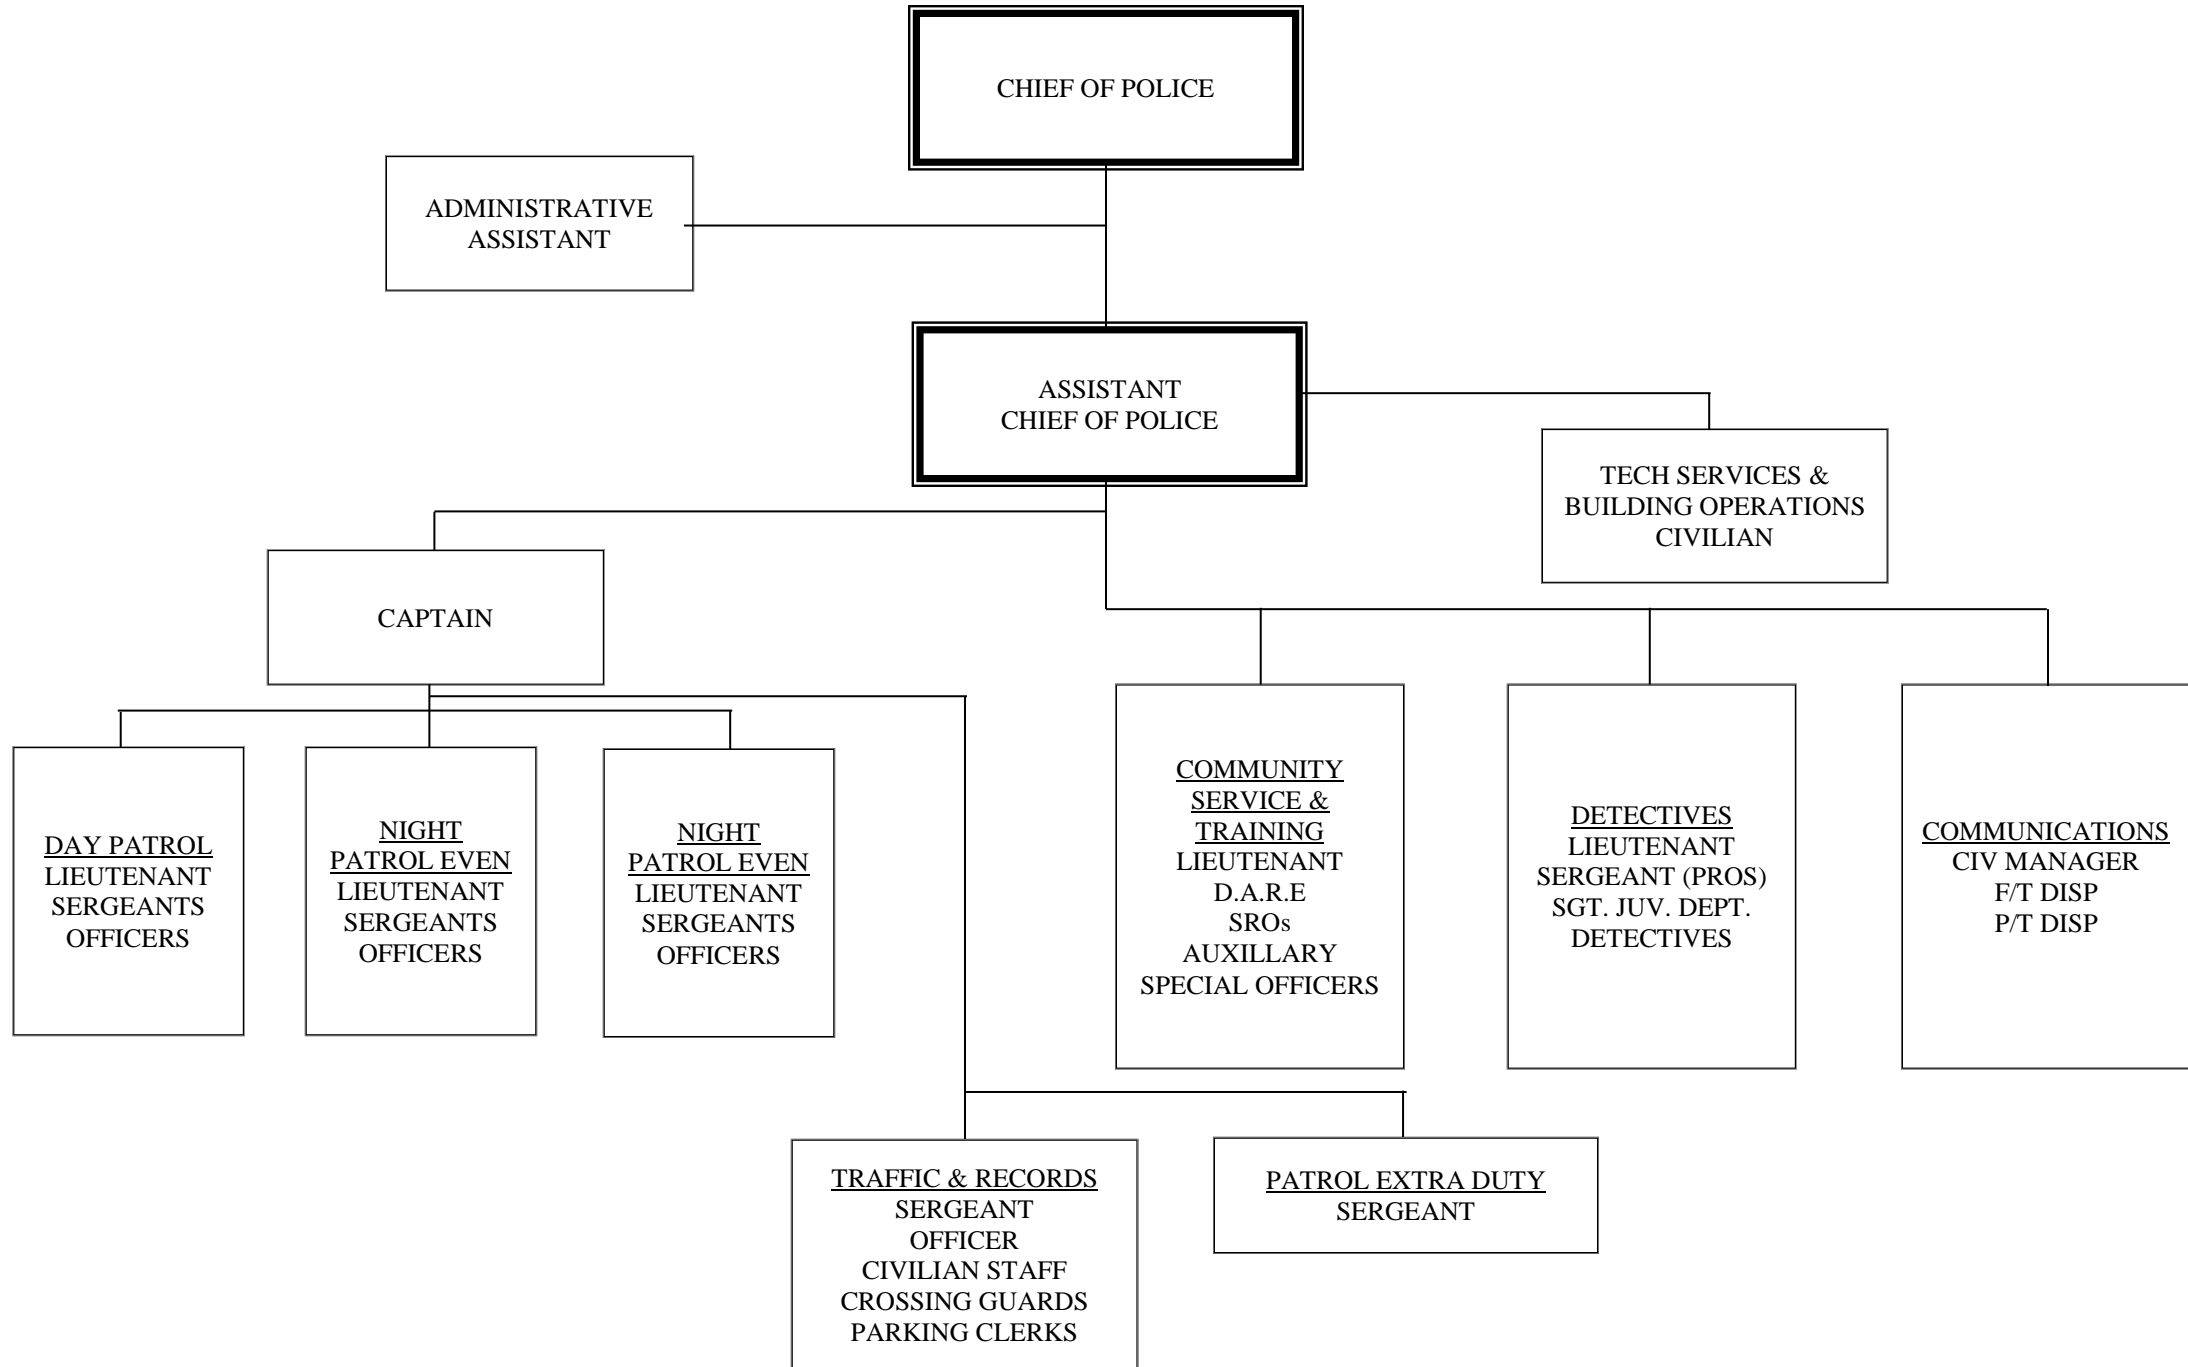 CHIEF OF POLICE
ADMINISTRATIVE
ASSISTANT
ASSISTANT
CHIEF OF POLICE
TECH SERVICES &
BUILDING OPERATIONS
CIVILIAN
CAPTAIN
DAY PATROL
LIEUTENANT
SERGEANTS
OFFICERS
NIGHT
PATROL EVEN
LIEUTENANT
SERGEANTS
OFFICERS
NIGHT
PATROL EVEN
LIEUTENANT
SERGEANTS
OFFICERS
COMMUNITY
SERVICE &
TRAINING
LIEUTENANT
D.A.R.E
SROs
AUXILLARY
SPECIAL OFFICERS
DETECTIVES
LIEUTENANT
SERGEANT (PROS)
SGT. JUV. DEPT.
DETECTIVES
COMMUNICATIONS
CIV MANAGER
F/T DISP
P/T DISP
TRAFFIC & RECORDS
SERGEANT
OFFICER
CIVILIAN STAFF
CROSSING GUARDS
PARKING CLERKS
PATROL EXTRA DUTY
SERGEANT